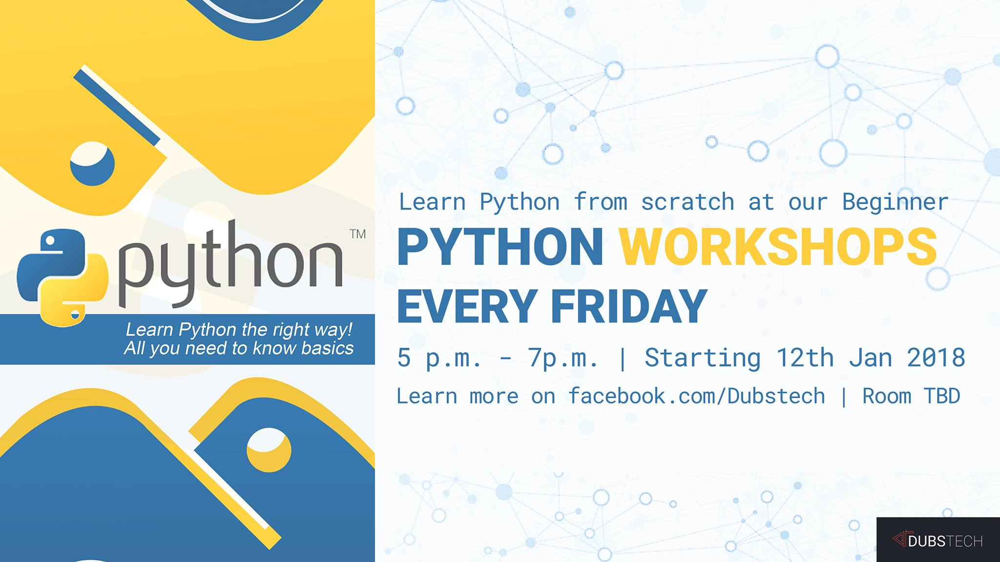 python™
Learn Python the right way!
All you need to know basics
Learn Python from scratch at our Beginner
PYTHON WORKSHOPS
EVERY FRIDAY
5 p.m. - 7p.m. | Starting 12th Jan 2018
Learn more on facebook.com/Dubstech | Room TBD
DUBSTECH